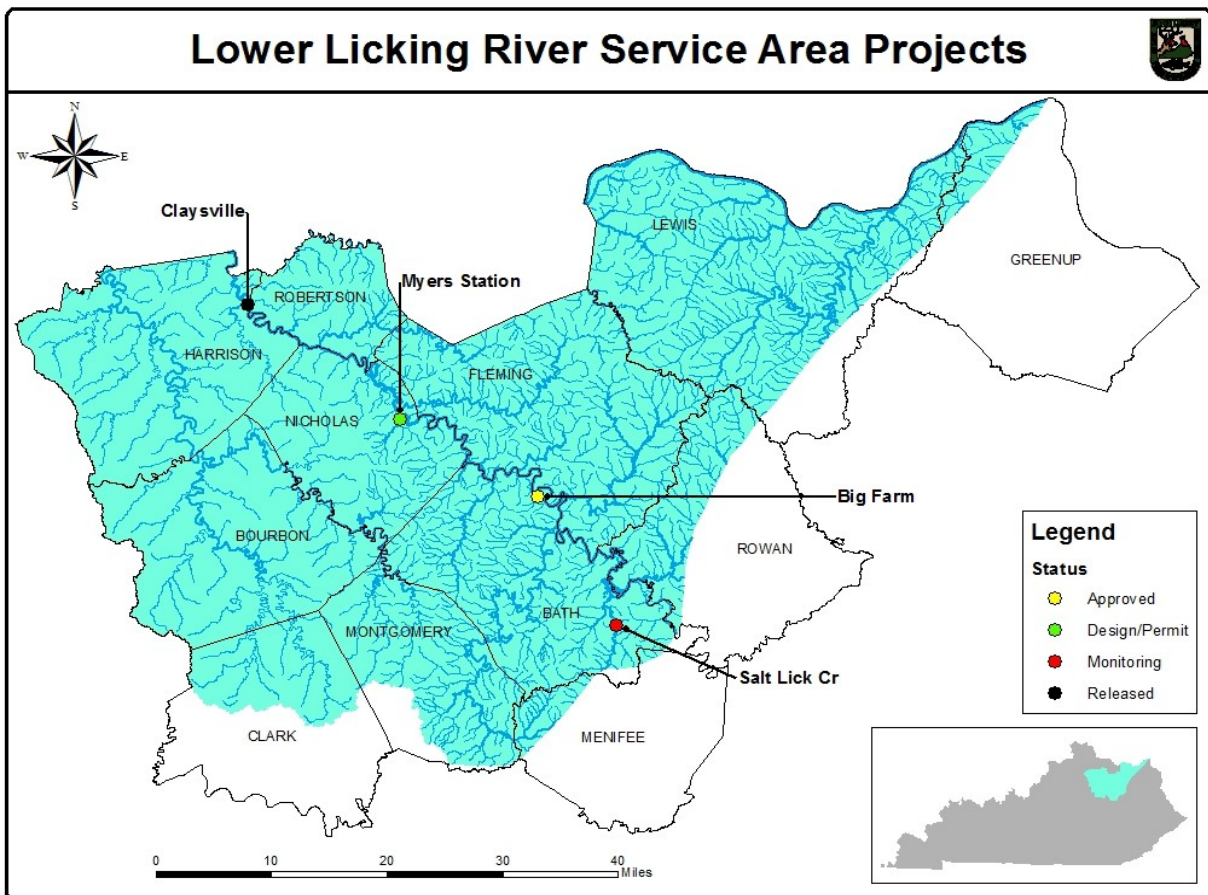 Lower Licking River Service Area Projects
N
W
E
S
Claysville
Myers Station
LEWIS
GREENUP
ROBERTSON
HARRISON
FLEMING
NICHOLAS
Big Farm
BOURBON
ROWAN
BATH
MONTGOMERY
Salt Lick Cr
CLARK
MENIFEE
Legend
Status
Approved
Design/Permit
Monitoring
Released
0 10 20 30 40
Miles